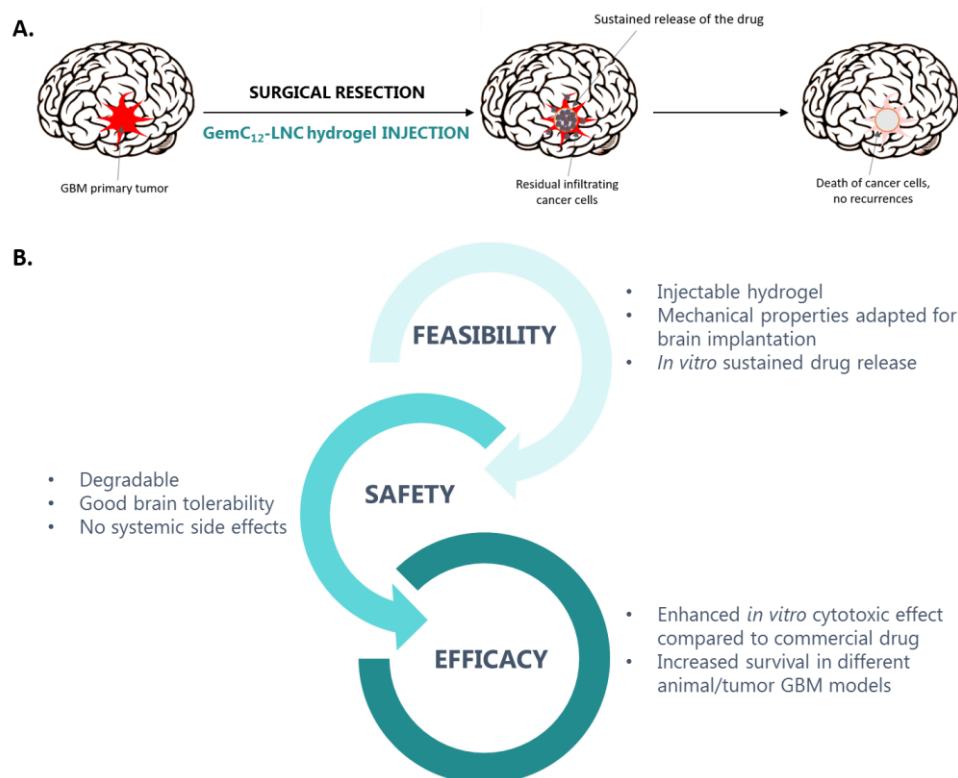 A.
Sustained release of the drug
SURGICAL RESECTION
GemC₁₂-LNC hydrogel INJECTION
GBM primary tumor
Residual infiltrating
cancer cells
Death of cancer cells,
no recurrences
B.
FEASIBILITY
• Injectable hydrogel
• Mechanical properties adapted for
brain implantation
• In vitro sustained drug release
• Degradable
• Good brain tolerability
• No systemic side effects
SAFETY
EFFICACY
• Enhanced in vitro cytotoxic effect
compared to commercial drug
• Increased survival in different
animal/tumor GBM models